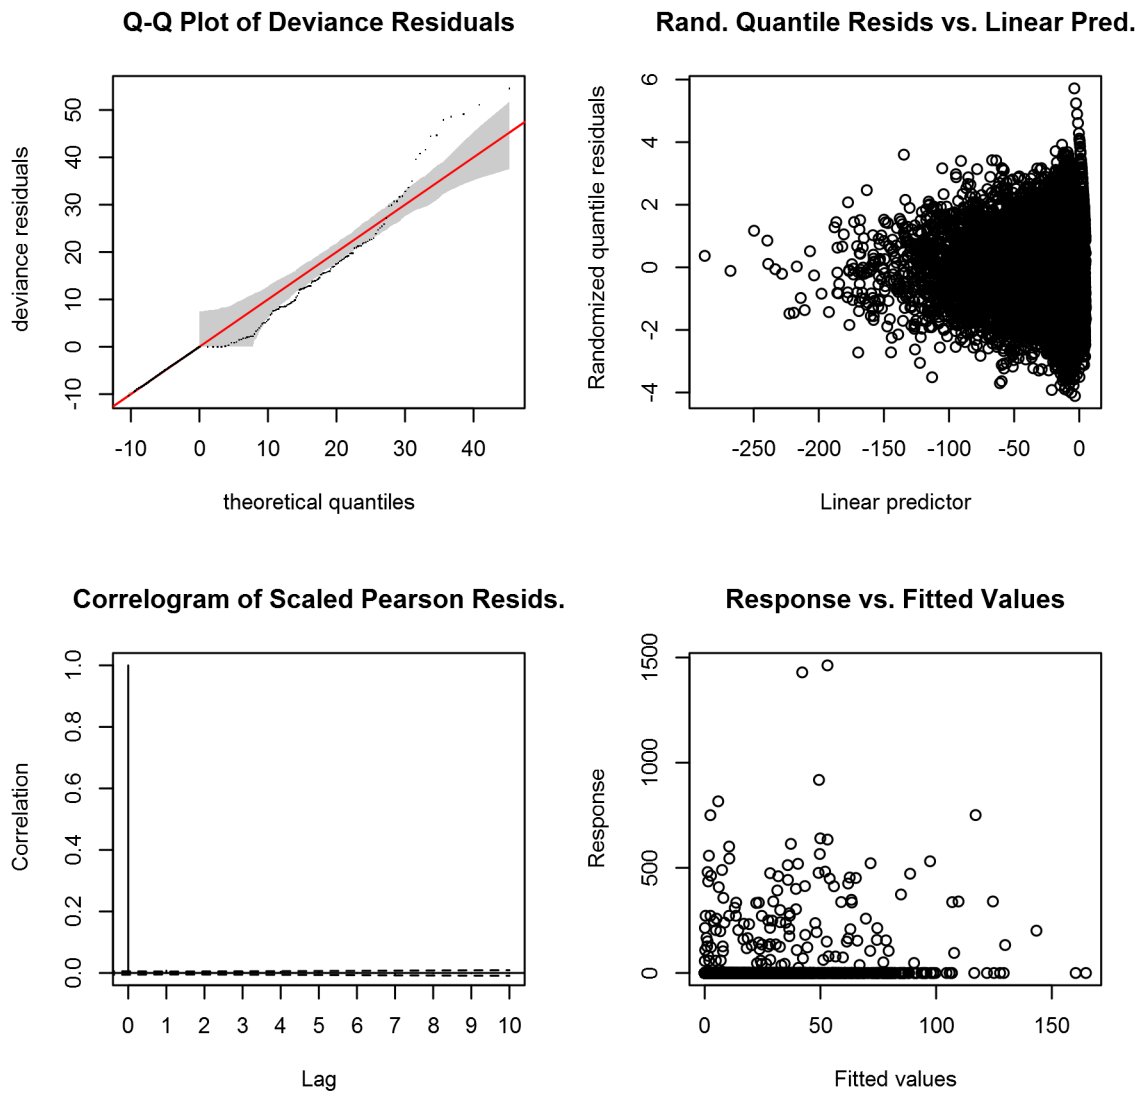 Q-Q Plot of Deviance Residuals
deviance residuals
50
40
30
20
10
0
-10
-10 0 10 20 30 40
theoretical quantiles
Rand. Quantile Resids vs. Linear Pred.
Randomized quantile residuals
6
4
2
0
-2
-4
-250 -200 -150 -100 -50 0
Linear predictor
Correlogram of Scaled Pearson Resids.
Correlation
1.0
0.8
0.6
0.4
0.2
0.0
0 1 2 3 4 5 6 7 8 9 10
Lag
Response vs. Fitted Values
Response
1500
1000
500
0
0 50 100 150
Fitted values